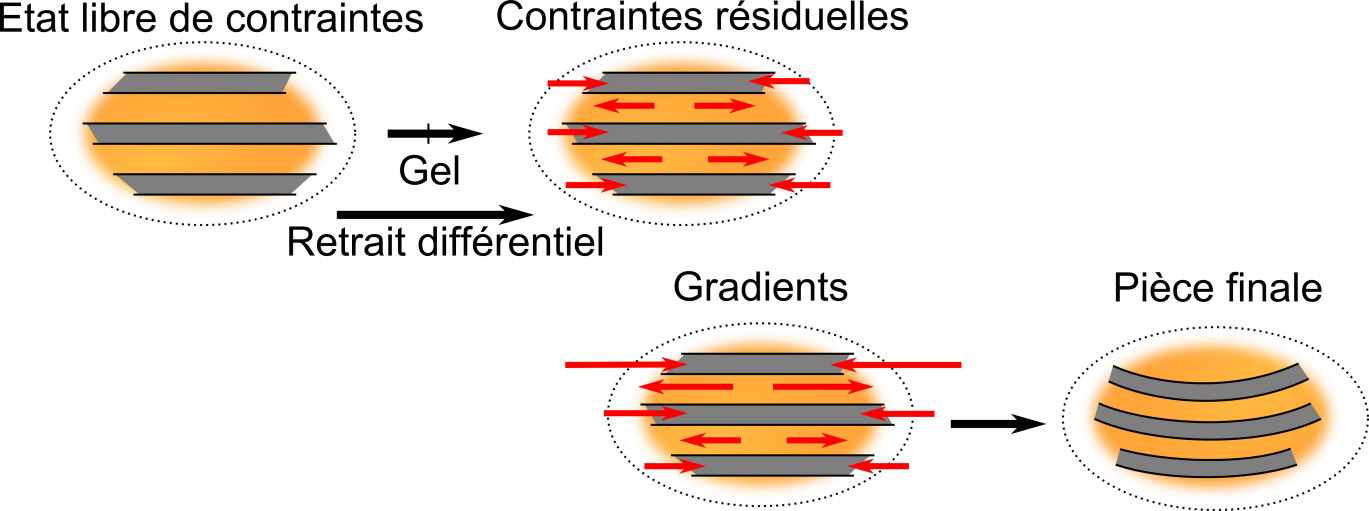 Etat libre de contraintes
Contraintes résiduelles
Gel
Retrait différentiel
Gradients
Pièce finale